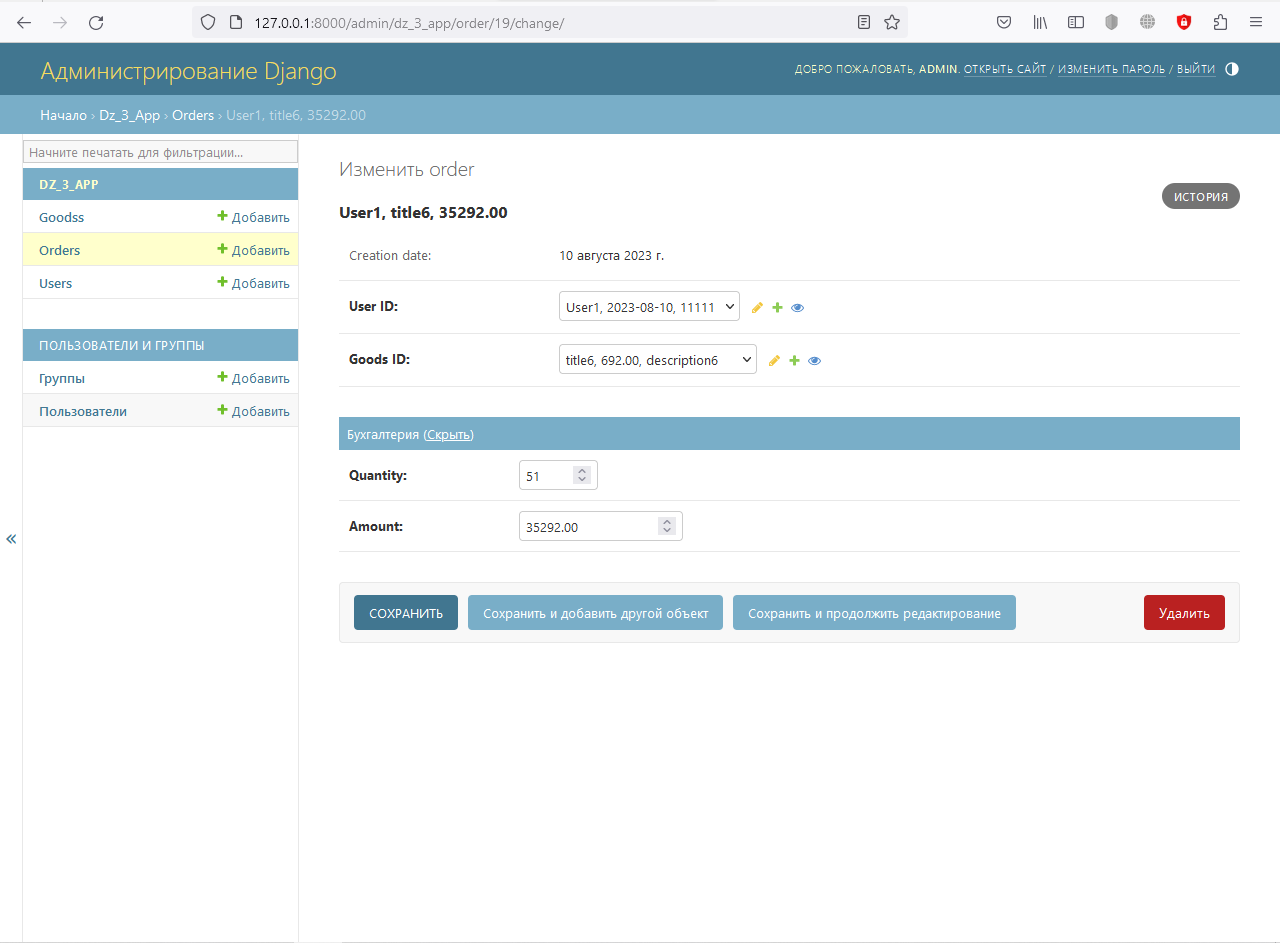 127.0.0.1:8000/admin/dz_3_app/order/19/change/
Администрирование Django
ДОБРО ПОЖАЛОВАТЬ, ADMIN. ОТКРЫТЬ САЙТ / ИЗМЕНИТЬ ПАРОЛЬ / ВЫЙТИ
Начало › Dz_3_App › Orders › User1, title6, 35292.00
Начните печатать для фильтрации...
DZ_3_APP
Goodss Добавить
Orders Добавить
Users Добавить
ПОЛЬЗОВАТЕЛИ И ГРУППЫ
Группы Добавить
Пользователи Добавить
«
Изменить order
ИСТОРИЯ
User1, title6, 35292.00
Creation date: 10 августа 2023 г.
User ID: User1, 2023-08-10, 11111
Goods ID: title6, 692.00, description6
Бухгалтерия (Скрыть)
Quantity: 51
Amount: 35292.00
СОХРАНИТЬ Сохранить и добавить другой объект Сохранить и продолжить редактирование Удалить